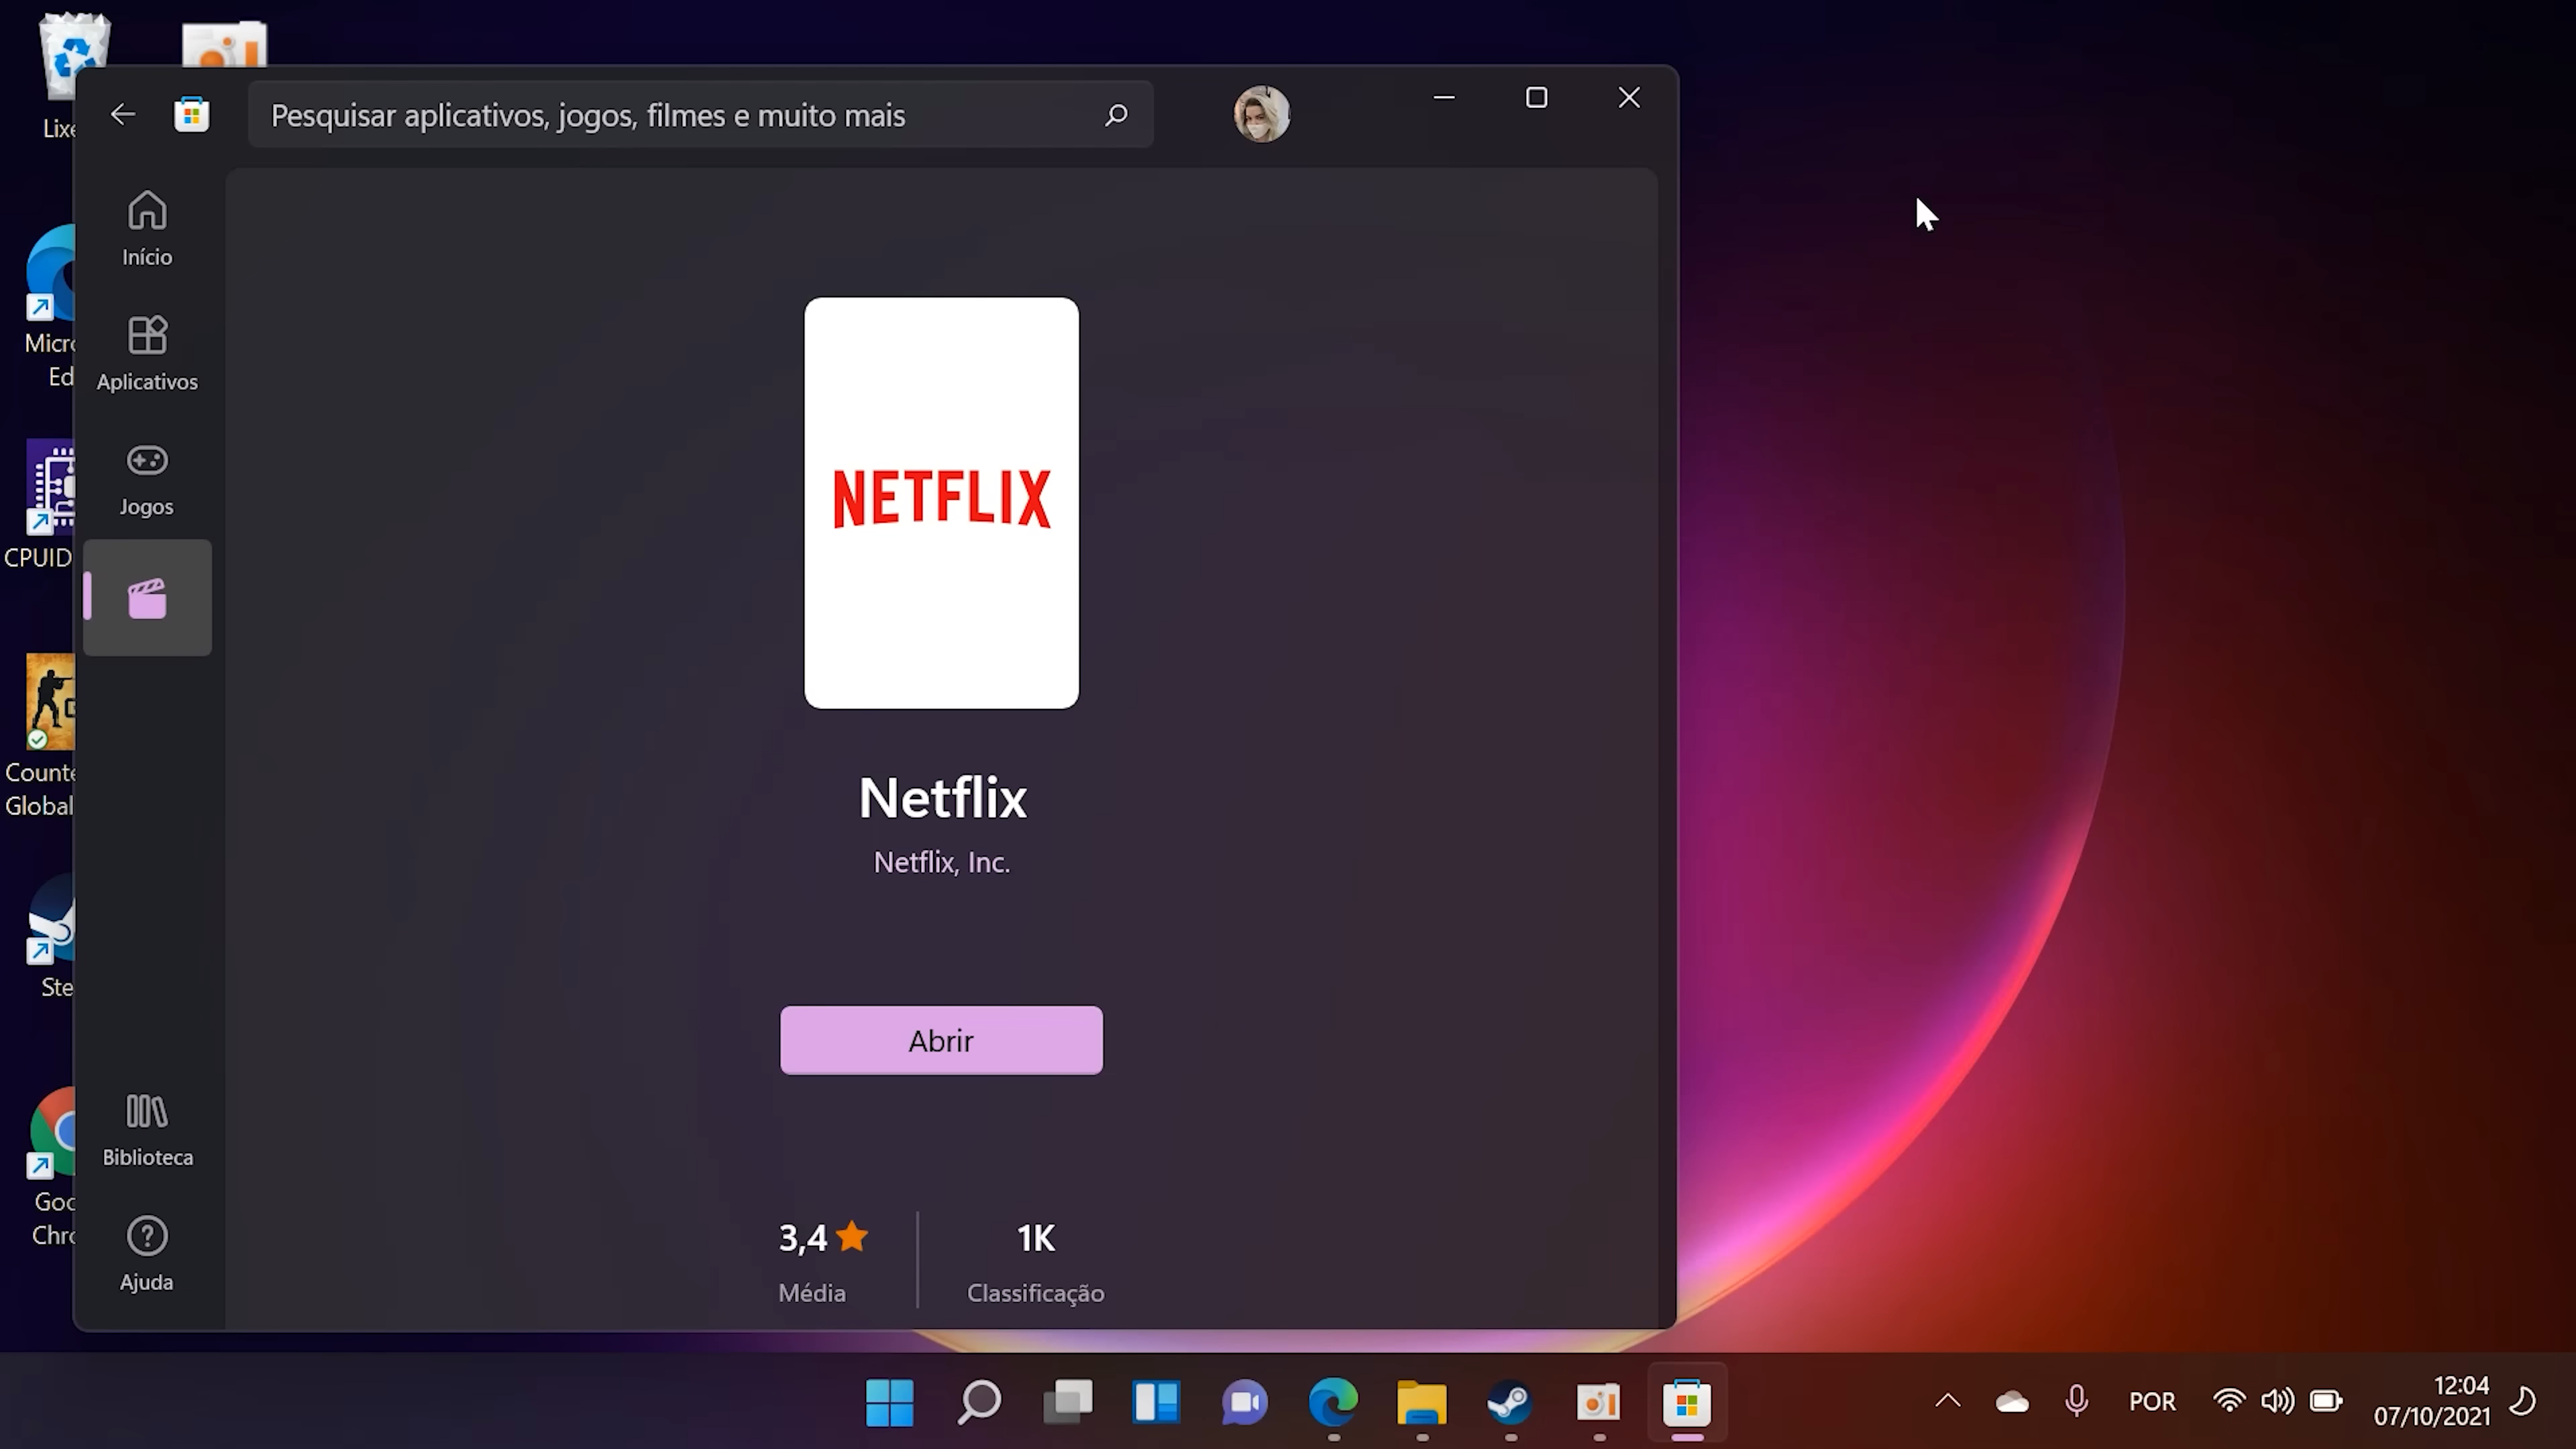 Pesquisar aplicativos, jogos, filmes e muito mais
Início
Aplicativos
Jogos
NETFLIX
Netflix
Netflix, Inc.
Abrir
3,4
Média
1K
Classificação
Biblioteca
Ajuda
Lixe
Micro
Ed
CPUID
Counte
Global
Ste
Goo
Chro
POR
12:04
07/10/2021